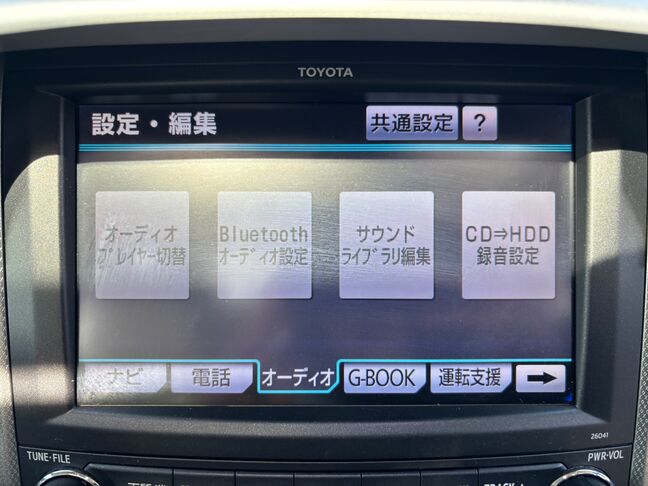 TOYOTA
設定・編集
共通設定 ?
オーディオ
プレイヤー切替
Bluetooth
オーディオ設定
サウンド
ライブラリ編集
CD⇒HDD
録音設定
ナビ 電話 オーディオ G-BOOK 運転支援 →
26041
TUNE・FILE PWR・VOL